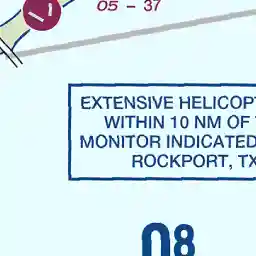 05 - 37
EXTENSIVE HELICOPT
WITHIN 10 NM OF
MONITOR INDICATED
ROCKPORT, TX
08